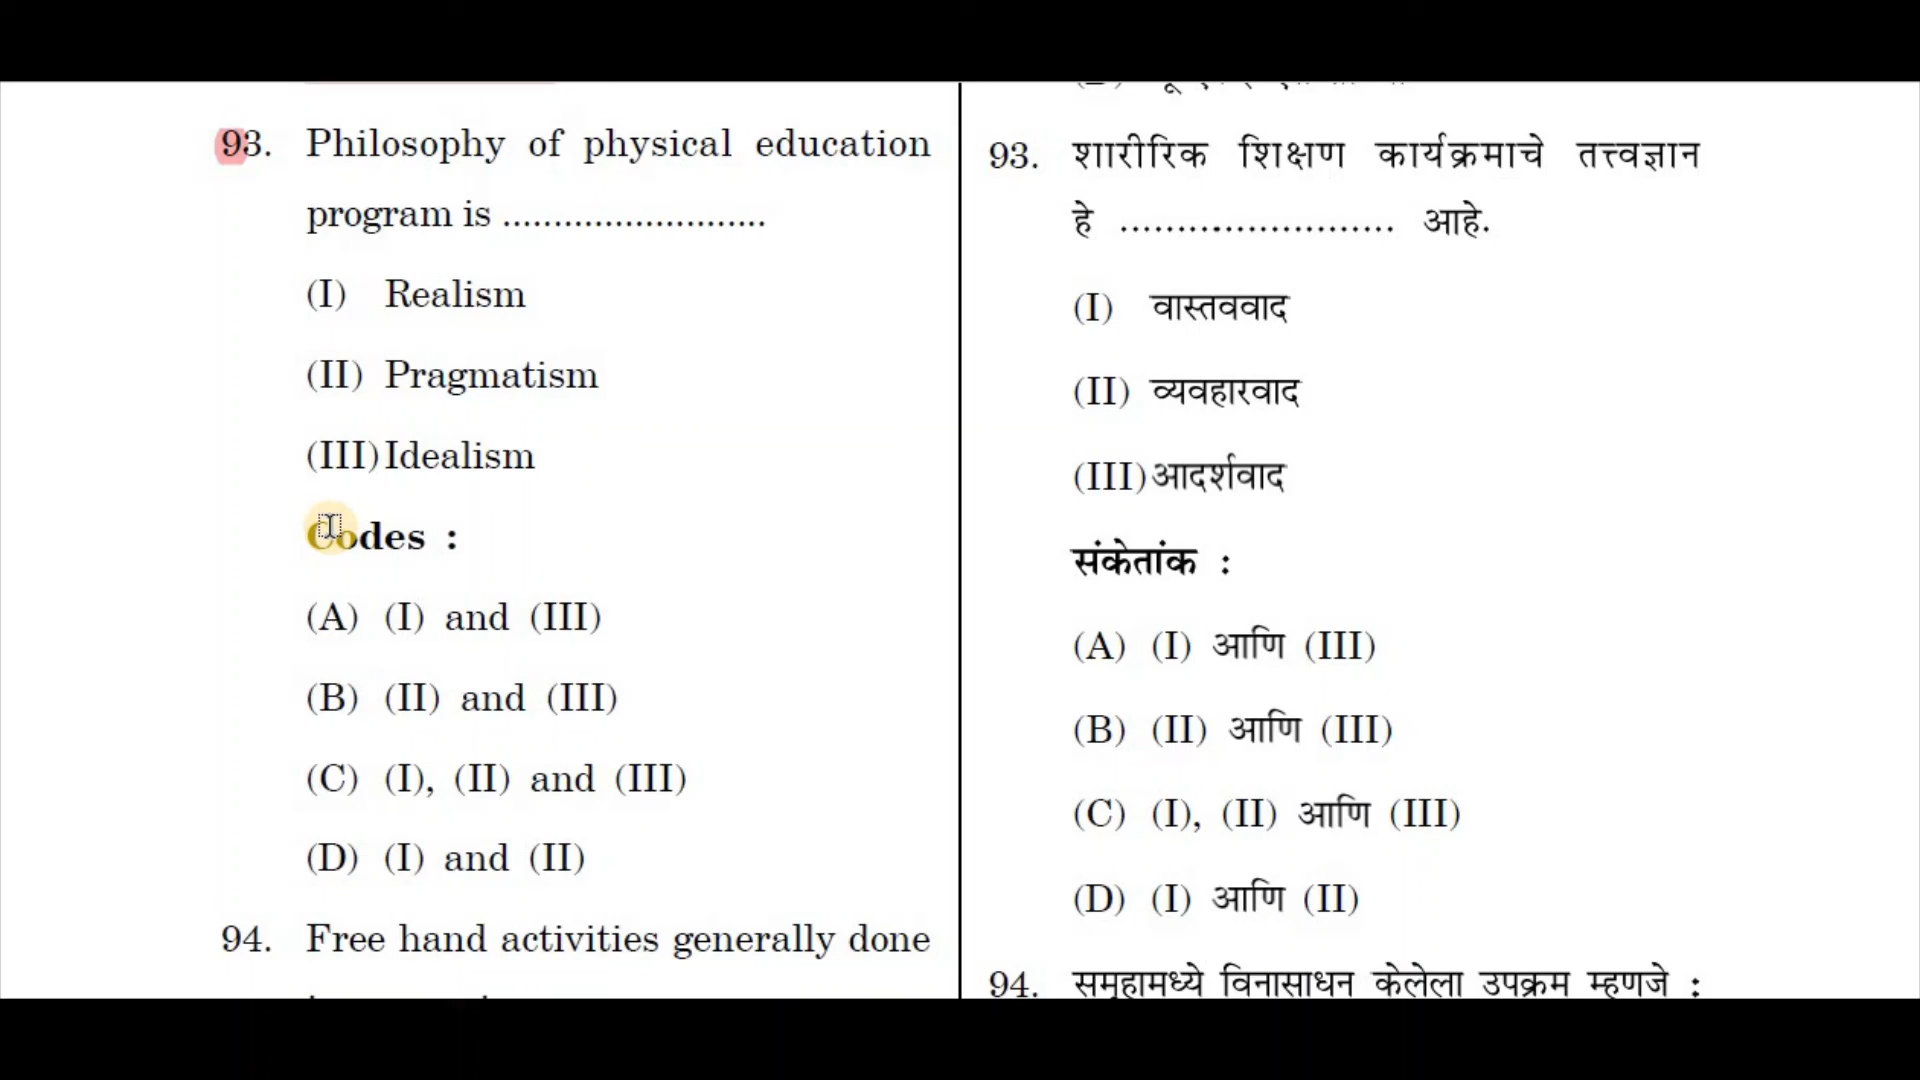 93. Philosophy of physical education
program is ..........................
(I) Realism
(II) Pragmatism
(III) Idealism
Codes :
(A) (I) and (III)
(B) (II) and (III)
(C) (I), (II) and (III)
(D) (I) and (II)
94. Free hand activities generally done
93. शारीरिक शिक्षण कार्यक्रमाचे तत्त्वज्ञान
हे ........................ आहे.
(I) वास्तववाद
(II) व्यवहारवाद
(III) आदर्शवाद
संकेतांक :
(A) (I) आणि (III)
(B) (II) आणि (III)
(C) (I), (II) आणि (III)
(D) (I) आणि (II)
94. समूहामध्ये विनासाधन केलेला उपक्रम म्हणजे :